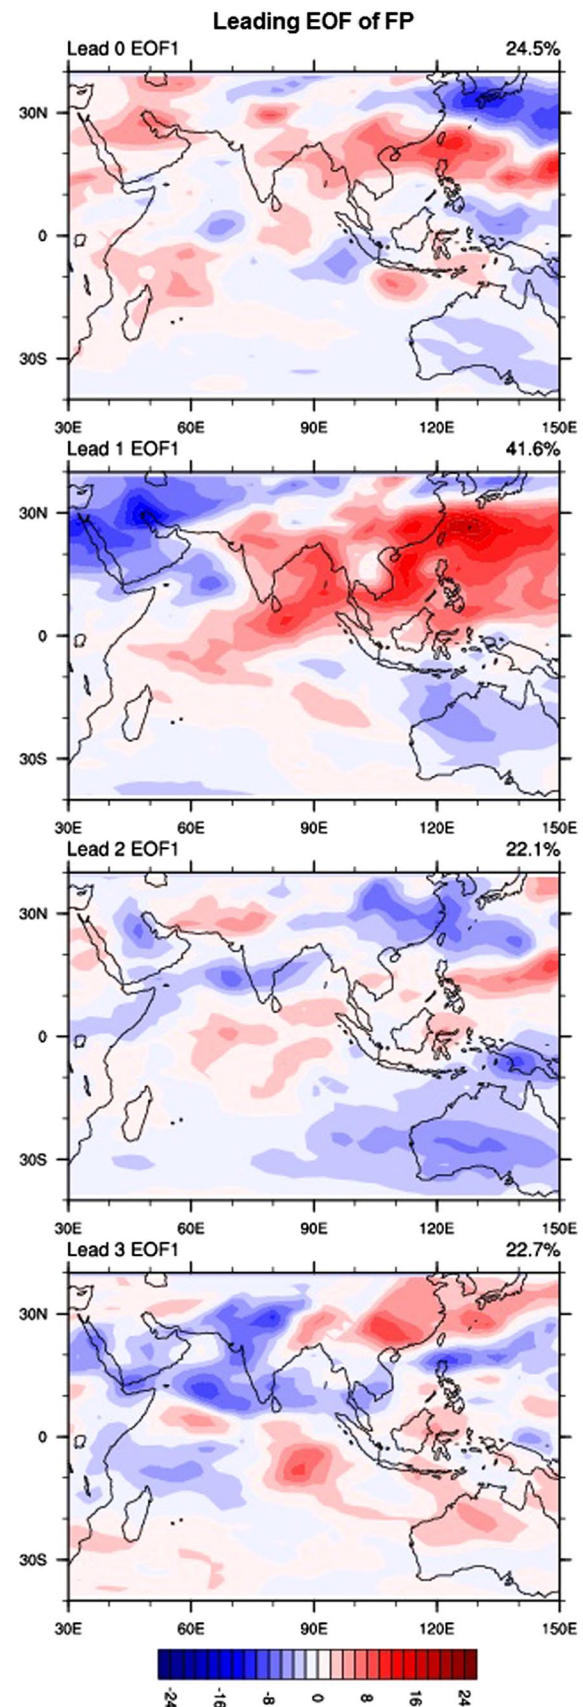 Leading EOF of FP
Lead 0 EOF1 24.5%
30N
0
30S
30E 60E 90E 120E 150E
Lead 1 EOF1 41.6%
30N
0
30S
30E 60E 90E 120E 150E
Lead 2 EOF1 22.1%
30N
0
30S
30E 60E 90E 120E 150E
Lead 3 EOF1 22.7%
30N
0
30S
30E 60E 90E 120E 150E
-24 -16 -8 0 8 16 24